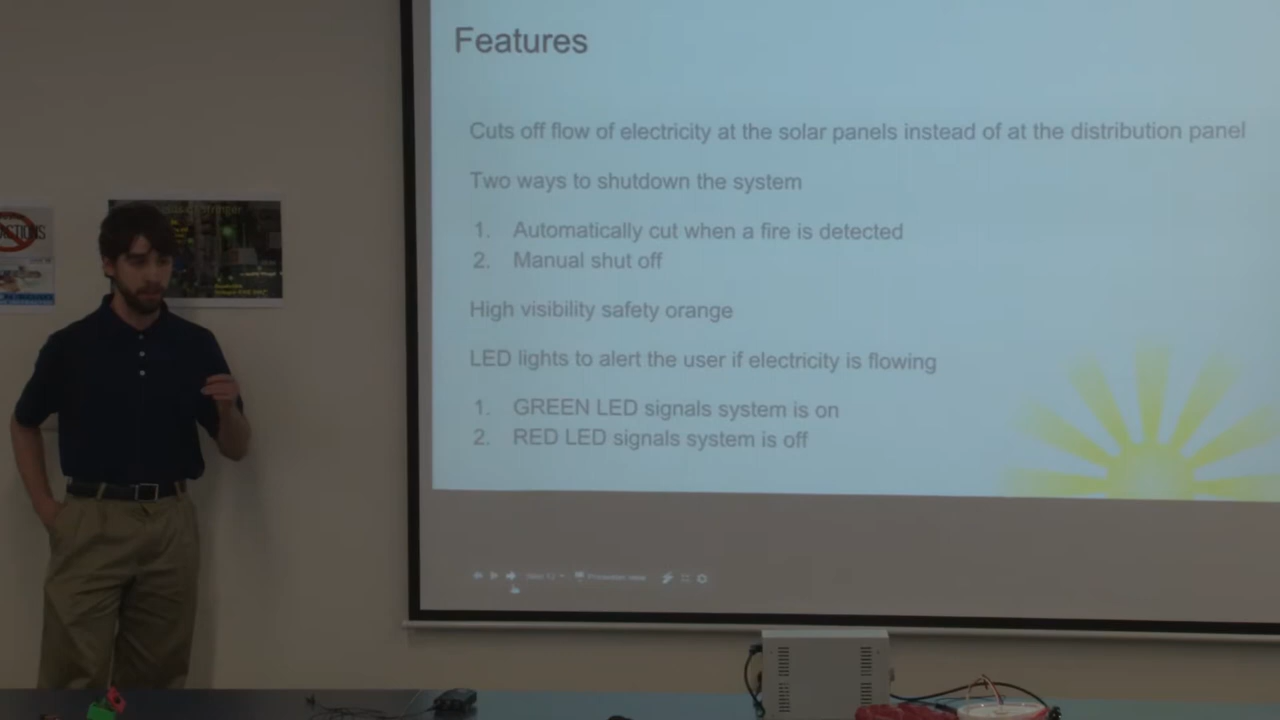 Features
Cuts off flow of electricity at the solar panels instead of at the distribution panel
Two ways to shutdown the system
1. Automatically cut when a fire is detected
2. Manual shut off
High visibility safety orange
LED lights to alert the user if electricity is flowing
1. GREEN LED signals system is on
2. RED LED signals system is off